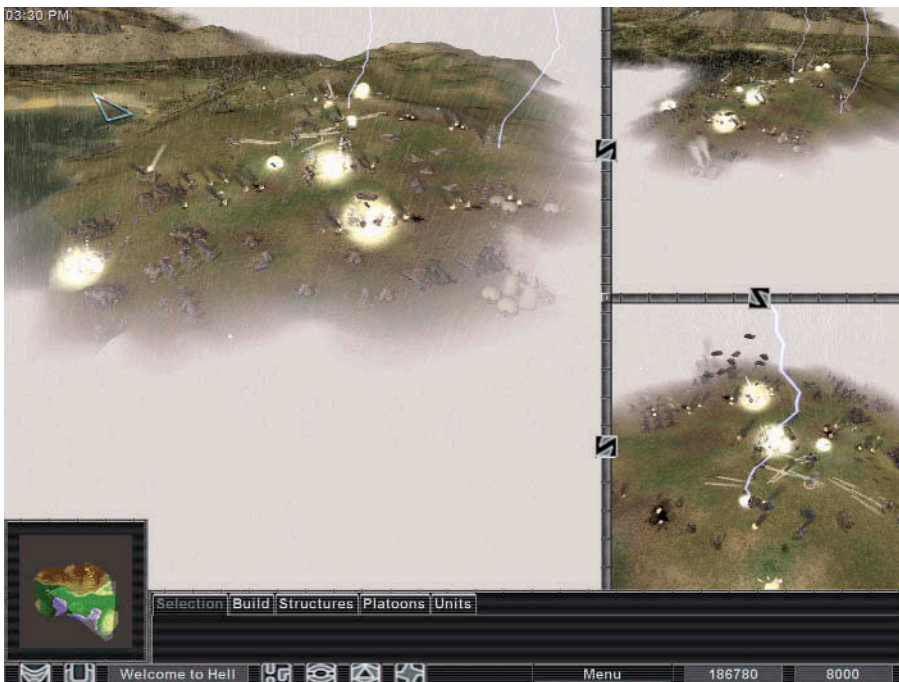 03:30 PM
Selection Build Structures Platoons Units
Welcome to Hell Menu 186780 8000